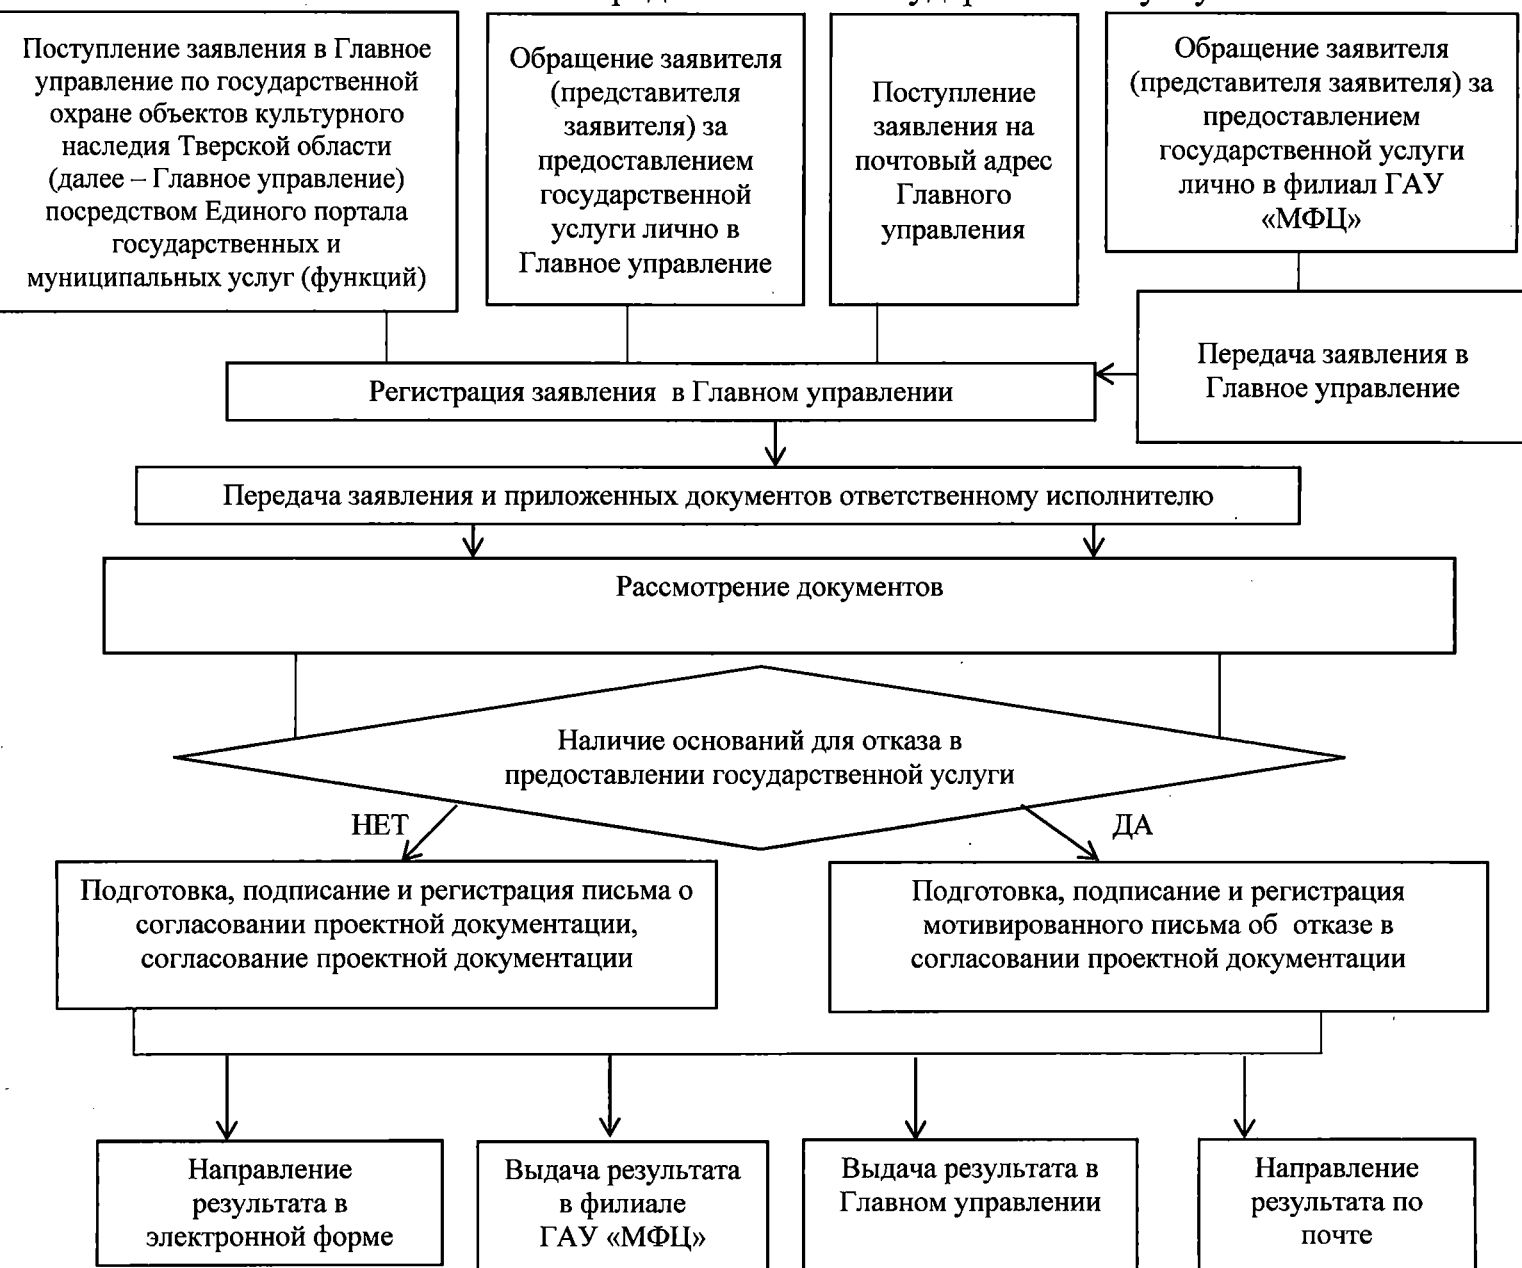 Поступление заявления в Главное
управление по государственной
охране объектов культурного
наследия Тверской области
(далее – Главное управление)
посредством Единого портала
государственных и
муниципальных услуг (функций)
Обращение заявителя
(представителя
заявителя) за
предоставлением
государственной
услуги лично в
Главное управление
Поступление
заявления на
почтовый адрес
Главного
управления
Обращение заявителя
(представителя заявителя) за
предоставлением
государственной услуги
лично в филиал ГАУ
«МФЦ»
Передача заявления в
Главное управление
Регистрация заявления в Главном управлении
Передача заявления и приложенных документов ответственному исполнителю
Рассмотрение документов
Наличие оснований для отказа в
предоставлении государственной услуги
НЕТ
ДА
Подготовка, подписание и регистрация письма о
согласовании проектной документации,
согласование проектной документации
Подготовка, подписание и регистрация
мотивированного письма об отказе в
согласовании проектной документации
Направление
результата в
электронной форме
Выдача результата
в филиале
ГАУ «МФЦ»
Выдача результата в
Главном управлении
Направление
результата по
почте